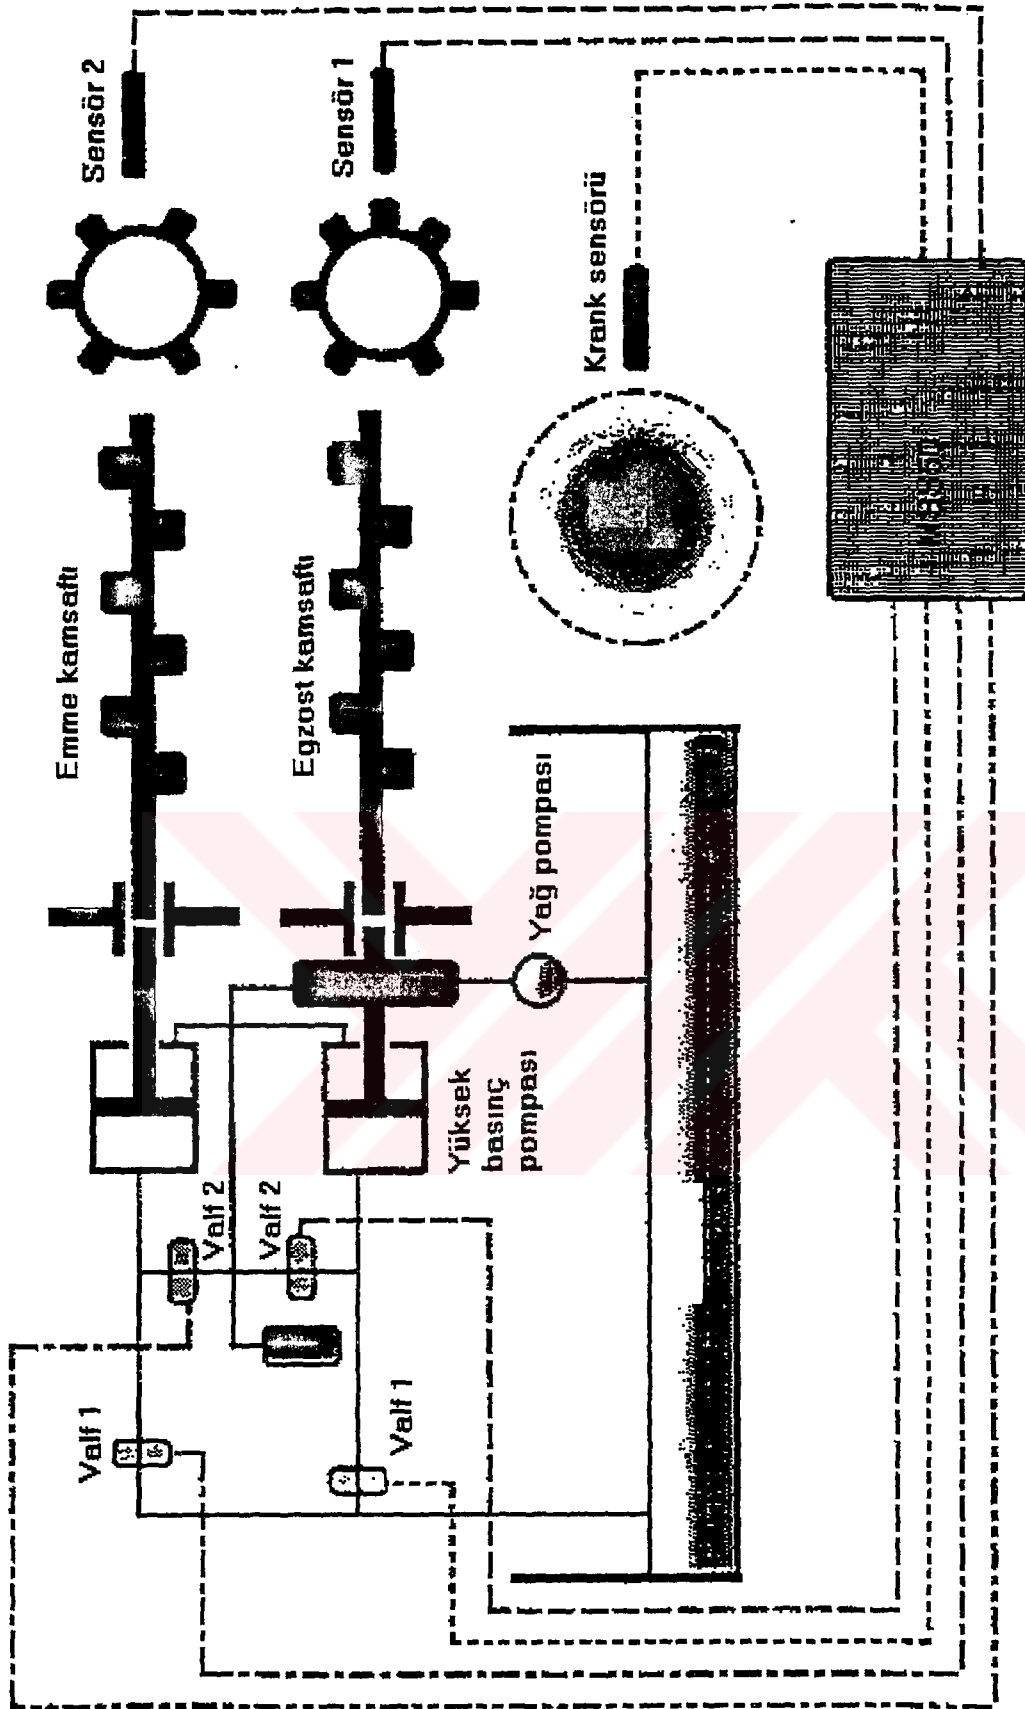 Sensör 2
Emme kamsaftı
Sensör 1
Egzost kamsaftı
Krank sensörü
Yağ pompası
Yüksek
basınç
pompası
Valf 2
Valf 2
Valf 1
Valf 1